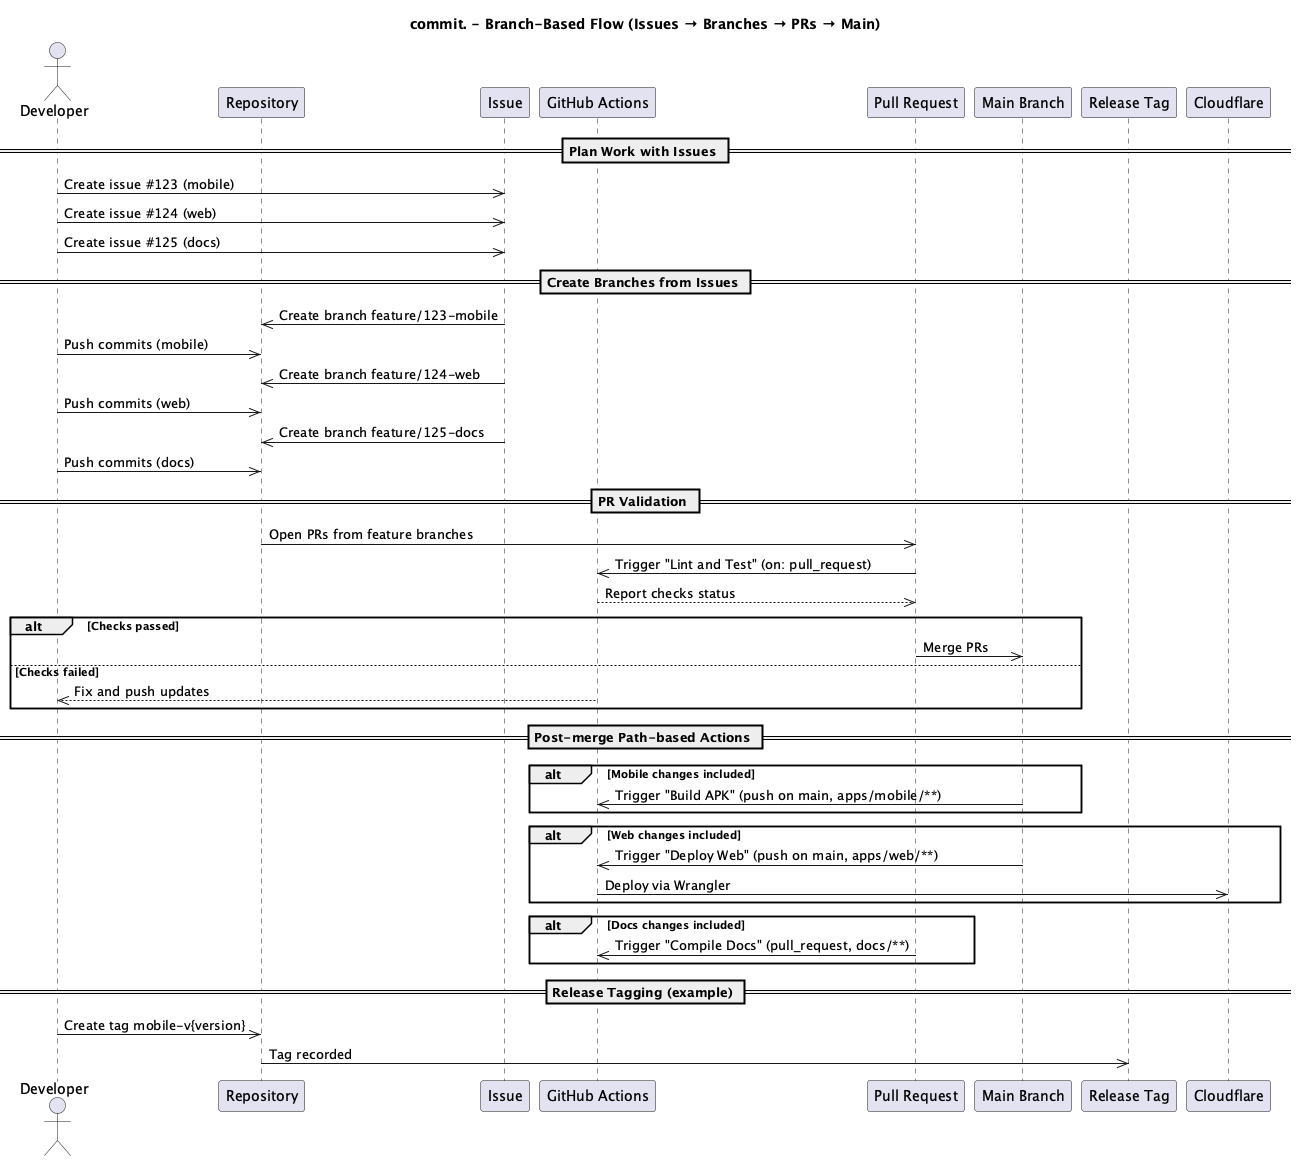 commit. - Branch-Based Flow (Issues → Branches → PRs → Main)
Developer
Repository
Issue
GitHub Actions
Pull Request
Main Branch
Release Tag
Cloudflare
Plan Work with Issues
Create issue #123 (mobile)
Create issue #124 (web)
Create issue #125 (docs)
Create Branches from Issues
Create branch feature/123-mobile
Push commits (mobile)
Create branch feature/124-web
Push commits (web)
Create branch feature/125-docs
Push commits (docs)
PR Validation
Open PRs from feature branches
Trigger "Lint and Test" (on: pull_request)
Report checks status
alt [Checks passed]
Merge PRs
[Checks failed]
Fix and push updates
Post-merge Path-based Actions
alt [Mobile changes included]
Trigger "Build APK" (push on main, apps/mobile/**)
alt [Web changes included]
Trigger "Deploy Web" (push on main, apps/web/**)
Deploy via Wrangler
alt [Docs changes included]
Trigger "Compile Docs" (pull_request, docs/**)
Release Tagging (example)
Create tag mobile-v{version}
Tag recorded
Developer
Repository
Issue
GitHub Actions
Pull Request
Main Branch
Release Tag
Cloudflare